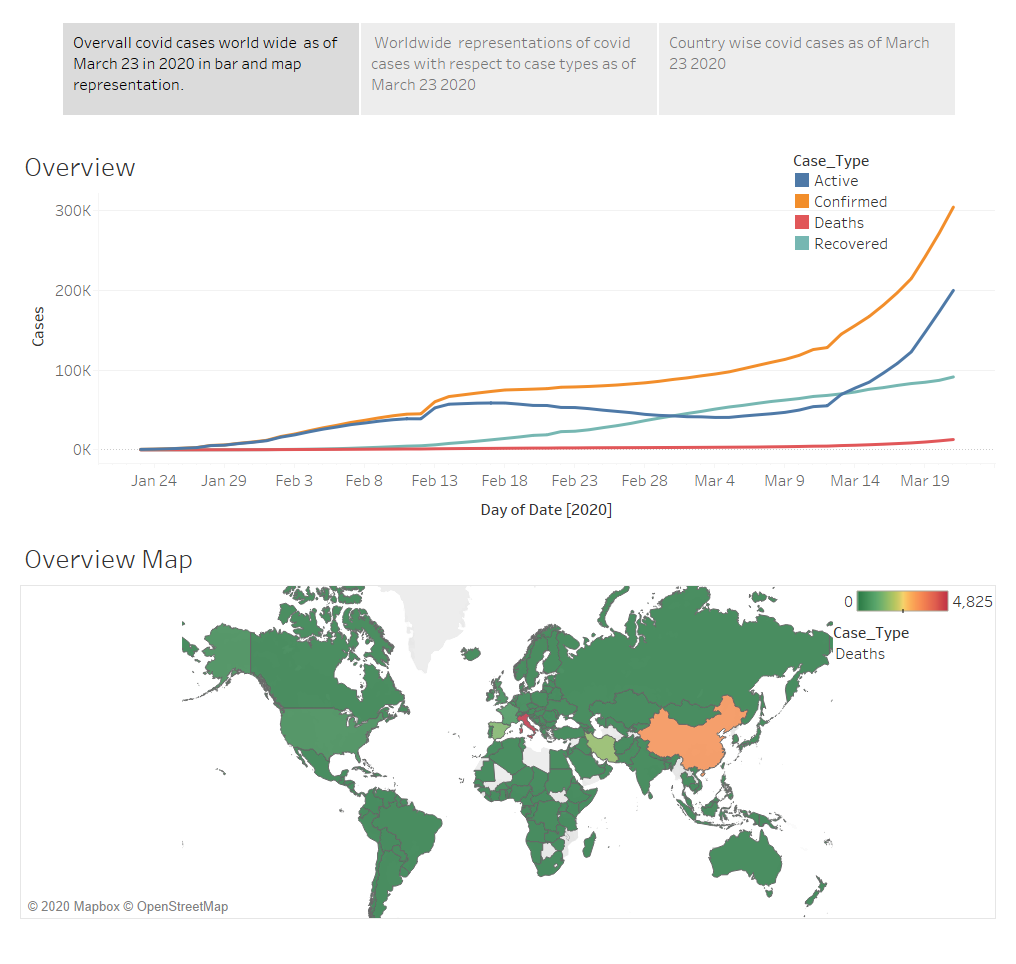 Overvall covid cases world wide  as of
March 23 in 2020 in bar and map
representation.
Worldwide  representations of covid
cases with respect to case types as of
March 23 2020
Country wise covid cases as of March
23 2020
Overview
Case_Type
Active
Confirmed
Deaths
Recovered
300K
200K
100K
0K
Cases
Jan 24 Jan 29 Feb 3 Feb 8 Feb 13 Feb 18 Feb 23 Feb 28 Mar 4 Mar 9 Mar 14 Mar 19
Day of Date [2020]
Overview Map
0 4,825
Case_Type
Deaths
© 2020 Mapbox © OpenStreetMap